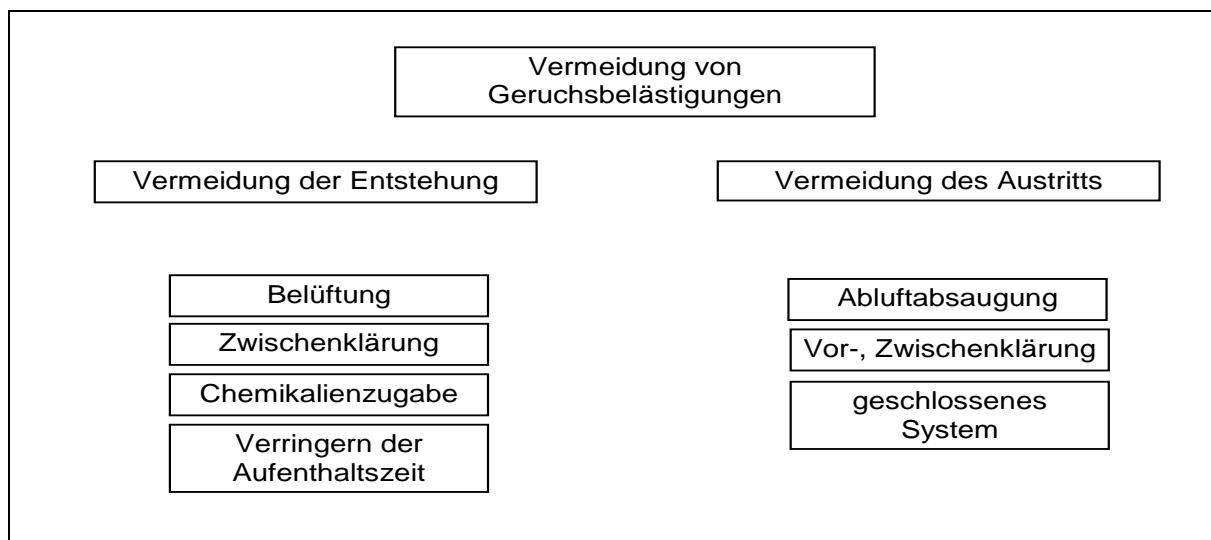 Vermeidung von
Geruchsbelästigungen
Vermeidung der Entstehung
Vermeidung des Austritts
Belüftung
Zwischenklärung
Chemikalienzugabe
Verringern der
Aufenthaltszeit
Abluftabsaugung
Vor-, Zwischenklärung
geschlossenes
System